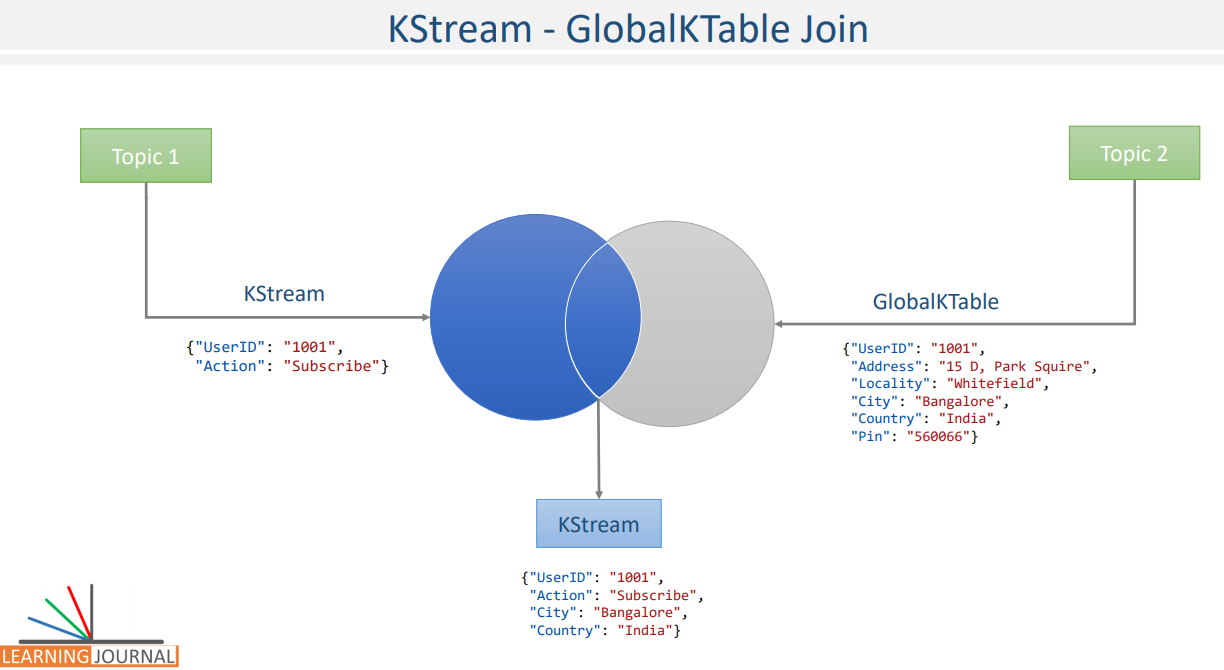 KStream - GlobalKTable Join
Topic 1
Topic 2
KStream
{"UserID": "1001",
"Action": "Subscribe"}
GlobalKTable
{"UserID": "1001",
"Address": "15 D, Park Squire",
"Locality": "Whitefield",
"City": "Bangalore",
"Country": "India",
"Pin": "560066"}
KStream
{"UserID": "1001",
"Action": "Subscribe",
"City": "Bangalore",
"Country": "India"}
LEARNING JOURNAL